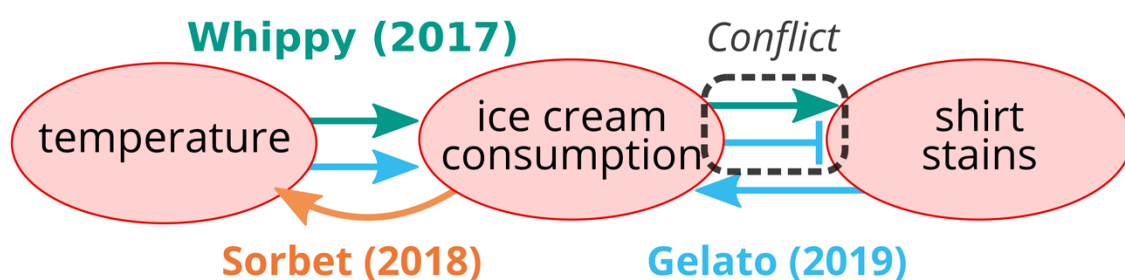 Whippy (2017)
Conflict
temperature
ice cream
consumption
shirt
stains
Sorbet (2018)
Gelato (2019)